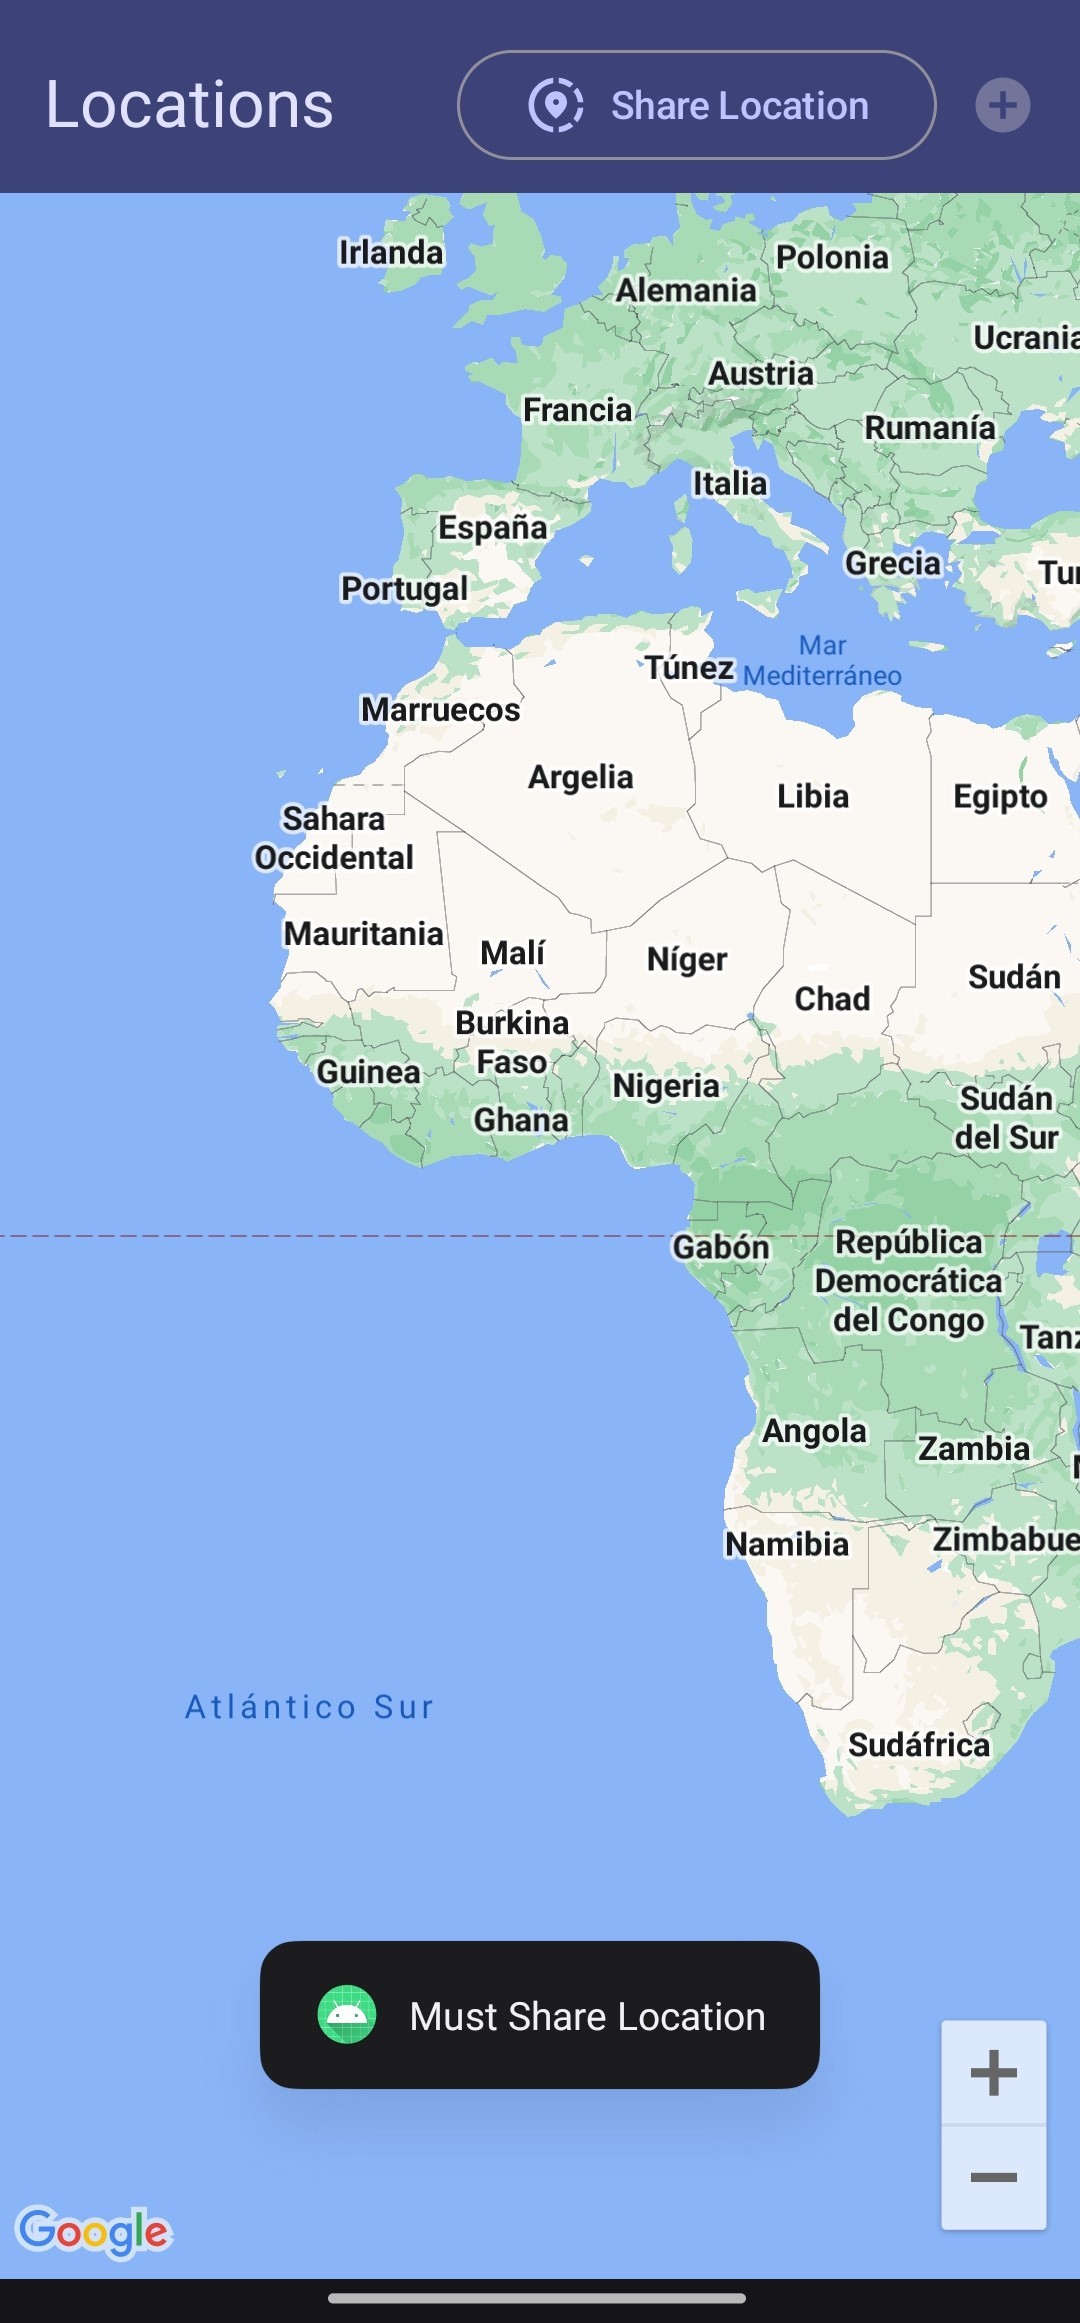 Locations
Share Location
Irlanda
Polonia
Alemania
Ucrania
Austria
Francia
Rumanía
Italia
España
Grecia
Tur
Portugal
Mar
Mediterráneo
Túnez
Marruecos
Argelia
Libia
Egipto
Sahara
Occidental
Mauritania
Malí
Níger
Sudán
Chad
Burkina
Faso
Guinea
Nigeria
Sudán
del Sur
Ghana
Gabón
República
Democrática
del Congo
Tanz
Angola
Zambia
Namibia
Zimbabue
Atlántico Sur
Sudáfrica
Must Share Location
Google